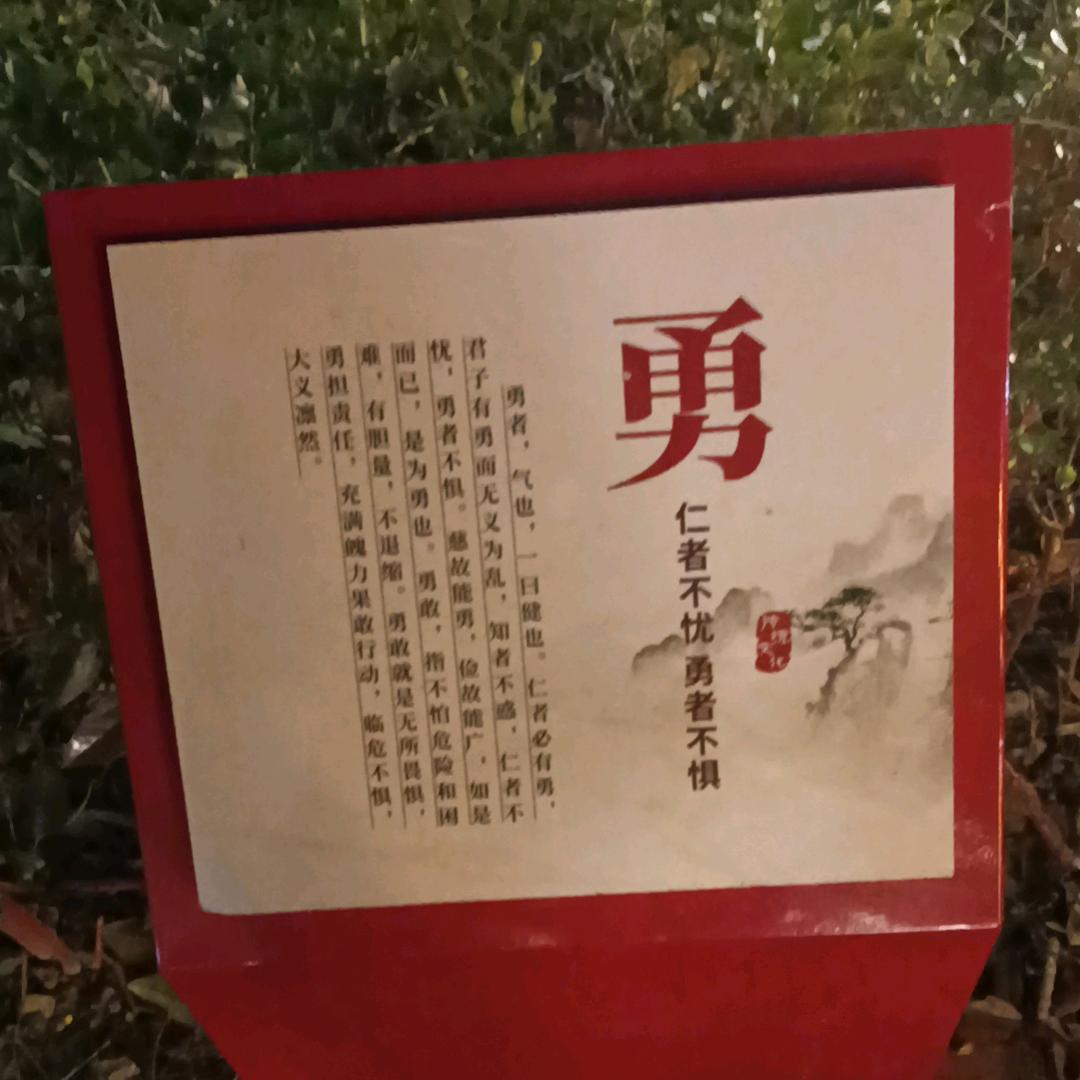 勇
仁者不忧 勇者不惧
传统文化
勇者，气也，一曰健也。仁者必有勇，
君子有勇而无义为乱，知者不惑，仁者不
忧，勇者不惧。慈故能勇，俭故能广，如是
而已，是为勇也。勇敢，指不怕危险和困
难，有胆量，不退缩。勇敢就是无所畏惧，
勇担责任，充满魄力果敢行动，临危不惧，
大义凛然。